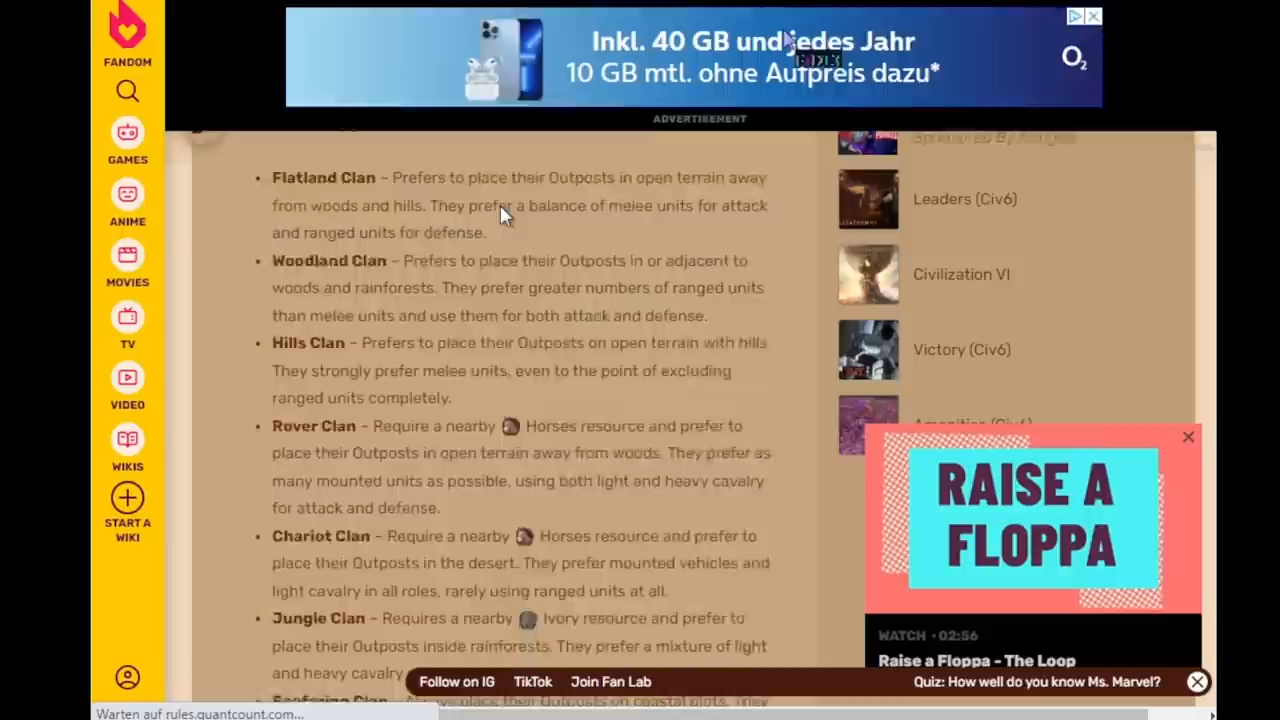 FANDOM
GAMES
ANIME
MOVIES
TV
VIDEO
WIKIS
START A
WIKI
Inkl. 40 GB und jedes Jahr
10 GB mtl. ohne Aufpreis dazu*
O2
ADVERTISEMENT
• Flatland Clan – Prefers to place their Outposts in open terrain away
from woods and hills. They prefer a balance of melee units for attack
and ranged units for defense.
• Woodland Clan – Prefers to place their Outposts in or adjacent to
woods and rainforests. They prefer greater numbers of ranged units
than melee units and use them for both attack and defense.
• Hills Clan – Prefers to place their Outposts on open terrain with hills
They strongly prefer melee units, even to the point of excluding
ranged units completely.
• Rover Clan – Require a nearby Horses resource and prefer to
place their Outposts in open terrain away from woods. They prefer as
many mounted units as possible, using both light and heavy cavalry
for attack and defense.
• Chariot Clan – Require a nearby Horses resource and prefer to
place their Outposts in the desert. They prefer mounted vehicles and
light cavalry in all roles, rarely using ranged units at all.
• Jungle Clan – Requires a nearby Ivory resource and prefer to
place their Outposts inside rainforests. They prefer a mixture of light
and heavy cavalry
Leaders (Civ6)
Civilization VI
Victory (Civ6)
RAISE A
FLOPPA
WATCH • 02:56
Raise a Floppa - The Loop
Follow on IG TikTok Join Fan Lab
Quiz: How well do you know Ms. Marvel?
Warten auf rules.quantcount.com...